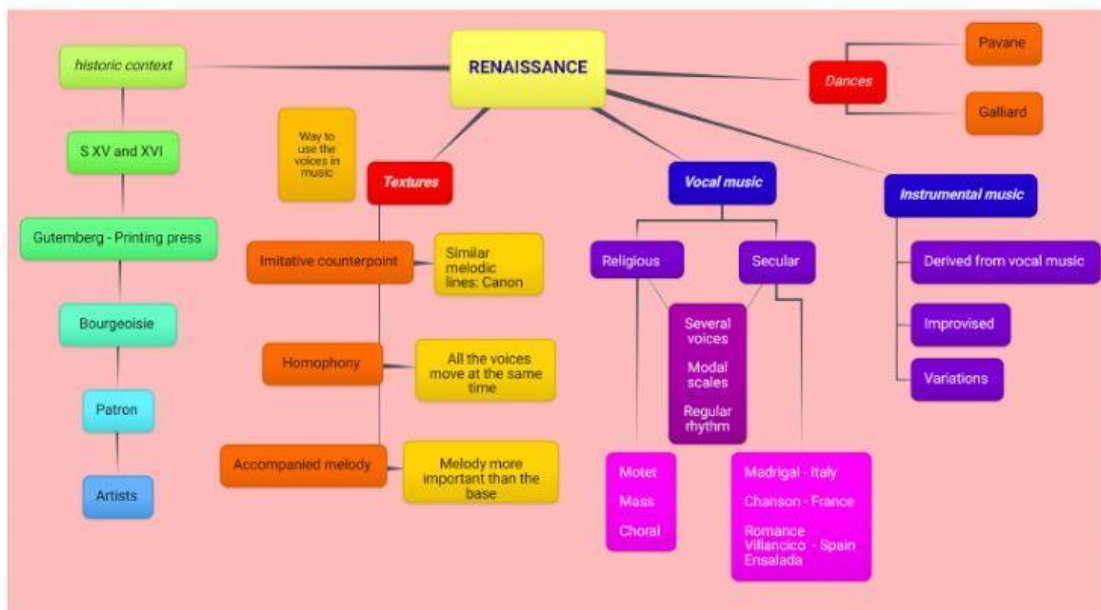 RENAISSANCE
historic context
S XV and XVI
Gutemberg - Printing press
Bourgeoisie
Patron
Artists
Way to
use the
voices in
music
Textures
Imitative counterpoint
Similar
melodic
lines: Canon
Homophony
All the voices
move at the same
time
Accompanied melody
Melody more
important than the
base
Vocal music
Religious
Secular
Several
voices
Modal
scales
Regular
rhythm
Motet
Mass
Choral
Madrigal - Italy
Chanson - France
Romance
Villancico - Spain
Ensalada
Dances
Pavane
Galliard
Instrumental music
Derived from vocal music
Improvised
Variations